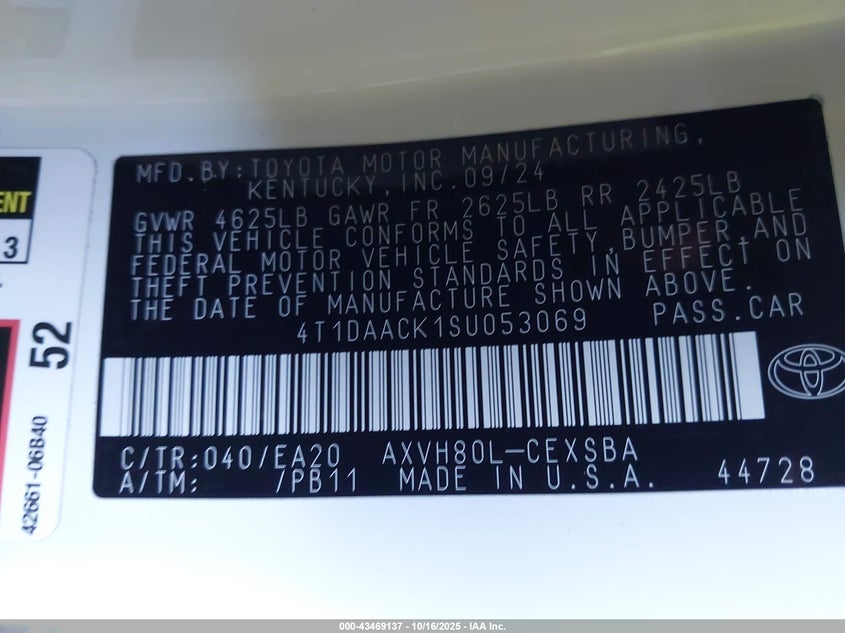 ENT
3
52
42661-06B40
MFD.BY:TOYOTA MOTOR MANUFACTURING,
KENTUCKY, INC.09/24
GVWR 4625LB GAWR FR 2625LB RR 2425LB
THIS VEHICLE CONFORMS TO ALL APPLICABLE
FEDERAL MOTOR VEHICLE SAFETY,BUMPER,AND
THEFT PREVENTION STANDARDS IN EFFECT ON
THE DATE OF MANUFACTURE SHOWN ABOVE.
4T1DAACK1SU053069 PASS.CAR
C/TR:040/EA20 AXVH80L-CEXSBA
A/TM: /PB11 MADE IN U.S.A. 44728
000-43469137 - 10/16/2025 - IAA Inc.